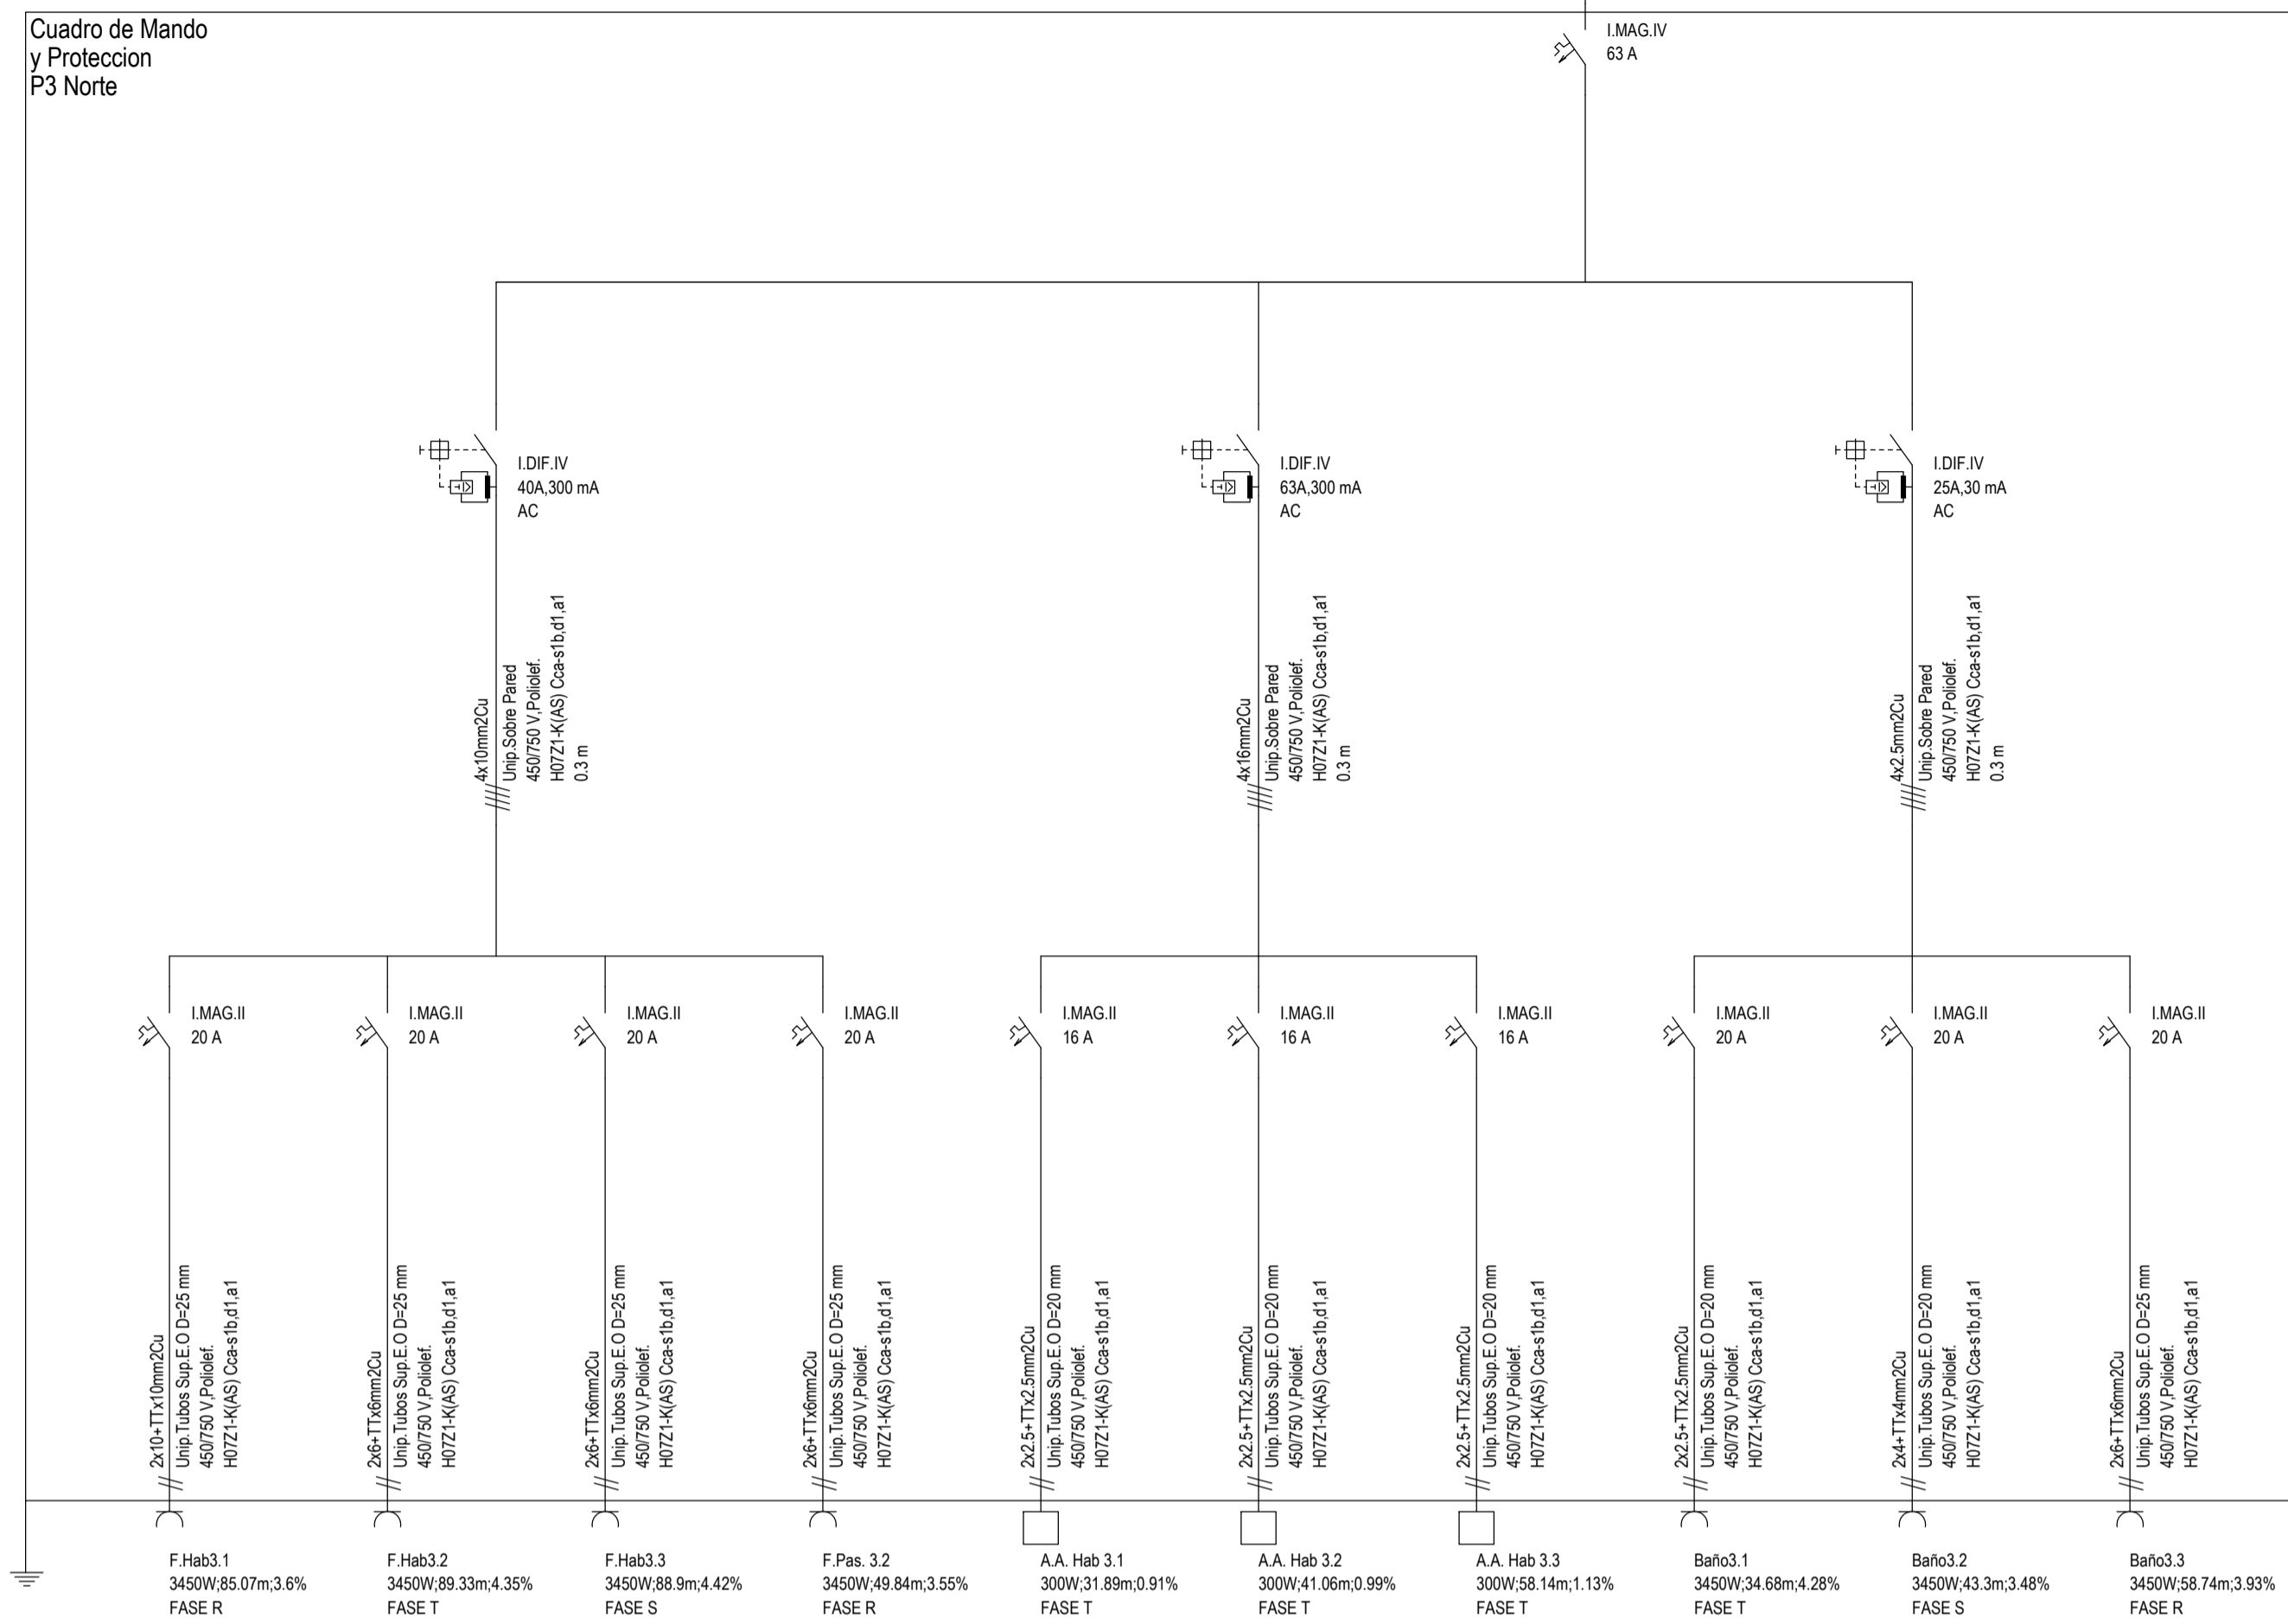 Cuadro de Mando
y Proteccion
P3 Norte
I.MAG.IV
63 A
I.DIF.IV
40A,300 mA
AC
I.DIF.IV
63A,300 mA
AC
I.DIF.IV
25A,30 mA
AC
4x10mm2Cu
Unip.Sobre Pared
450/750 V,Poliolef.
H07Z1-K(AS) Cca-s1b,d1,a1
0.3 m
4x16mm2Cu
Unip.Sobre Pared
450/750 V,Poliolef.
H07Z1-K(AS) Cca-s1b,d1,a1
0.3 m
4x2.5mm2Cu
Unip.Sobre Pared
450/750 V,Poliolef.
H07Z1-K(AS) Cca-s1b,d1,a1
0.3 m
I.MAG.II
20 A
I.MAG.II
20 A
I.MAG.II
20 A
I.MAG.II
20 A
I.MAG.II
16 A
I.MAG.II
16 A
I.MAG.II
16 A
I.MAG.II
20 A
I.MAG.II
20 A
I.MAG.II
20 A
2x10+TTx10mm2Cu
Unip.Tubos Sup.E.O D=25 mm
450/750 V,Poliolef.
H07Z1-K(AS) Cca-s1b,d1,a1
2x6+TTx6mm2Cu
Unip.Tubos Sup.E.O D=25 mm
450/750 V,Poliolef.
H07Z1-K(AS) Cca-s1b,d1,a1
2x6+TTx6mm2Cu
Unip.Tubos Sup.E.O D=25 mm
450/750 V,Poliolef.
H07Z1-K(AS) Cca-s1b,d1,a1
2x6+TTx6mm2Cu
Unip.Tubos Sup.E.O D=25 mm
450/750 V,Poliolef.
H07Z1-K(AS) Cca-s1b,d1,a1
2x2.5+TTx2.5mm2Cu
Unip.Tubos Sup.E.O D=20 mm
450/750 V,Poliolef.
H07Z1-K(AS) Cca-s1b,d1,a1
2x2.5+TTx2.5mm2Cu
Unip.Tubos Sup.E.O D=20 mm
450/750 V,Poliolef.
H07Z1-K(AS) Cca-s1b,d1,a1
2x2.5+TTx2.5mm2Cu
Unip.Tubos Sup.E.O D=20 mm
450/750 V,Poliolef.
H07Z1-K(AS) Cca-s1b,d1,a1
2x2.5+TTx2.5mm2Cu
Unip.Tubos Sup.E.O D=20 mm
450/750 V,Poliolef.
H07Z1-K(AS) Cca-s1b,d1,a1
2x4+TTx4mm2Cu
Unip.Tubos Sup.E.O D=20 mm
450/750 V,Poliolef.
H07Z1-K(AS) Cca-s1b,d1,a1
2x6+TTx6mm2Cu
Unip.Tubos Sup.E.O D=25 mm
450/750 V,Poliolef.
H07Z1-K(AS) Cca-s1b,d1,a1
F.Hab3.1
3450W;85.07m;3.6%
FASE R
F.Hab3.2
3450W;89.33m;4.35%
FASE T
F.Hab3.3
3450W;88.9m;4.42%
FASE S
F.Pas. 3.2
3450W;49.84m;3.55%
FASE R
A.A. Hab 3.1
300W;31.89m;0.91%
FASE T
A.A. Hab 3.2
300W;41.06m;0.99%
FASE T
A.A. Hab 3.3
300W;58.14m;1.13%
FASE T
Baño3.1
3450W;34.68m;4.28%
FASE T
Baño3.2
3450W;43.3m;3.48%
FASE S
Baño3.3
3450W;58.74m;3.93%
FASE R